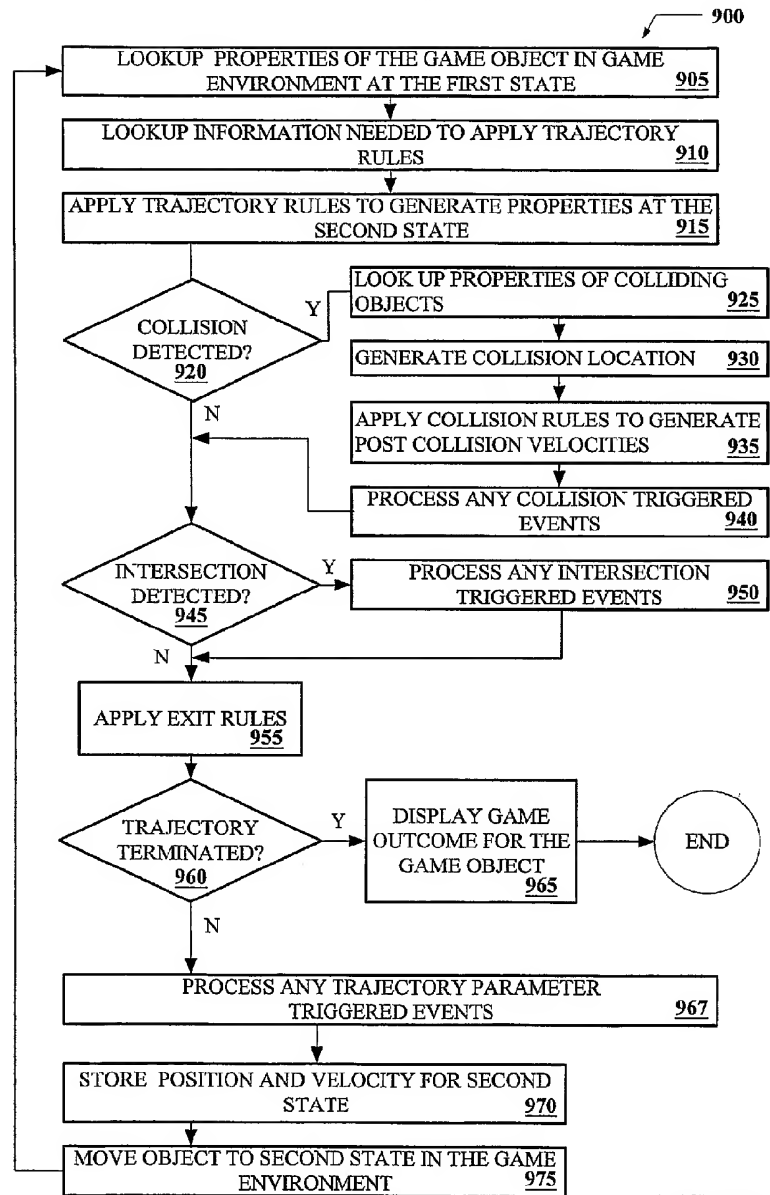 900
LOOKUP PROPERTIES OF THE GAME OBJECT IN GAME
ENVIRONMENT AT THE FIRST STATE
905
LOOKUP INFORMATION NEEDED TO APPLY TRAJECTORY
RULES
910
APPLY TRAJECTORY RULES TO GENERATE PROPERTIES AT THE
SECOND STATE
915
COLLISION
DETECTED?
920
Y
LOOK UP PROPERTIES OF COLLIDING
OBJECTS
925
GENERATE COLLISION LOCATION
930
APPLY COLLISION RULES TO GENERATE
POST COLLISION VELOCITIES
935
PROCESS ANY COLLISION TRIGGERED
EVENTS
940
N
INTERSECTION
DETECTED?
945
Y
PROCESS ANY INTERSECTION
TRIGGERED EVENTS
950
N
APPLY EXIT RULES
955
TRAJECTORY
TERMINATED?
960
Y
DISPLAY GAME
OUTCOME FOR THE
GAME OBJECT
965
END
N
PROCESS ANY TRAJECTORY PARAMETER
TRIGGERED EVENTS
967
STORE POSITION AND VELOCITY FOR SECOND
STATE
970
MOVE OBJECT TO SECOND STATE IN THE GAME
ENVIRONMENT
975